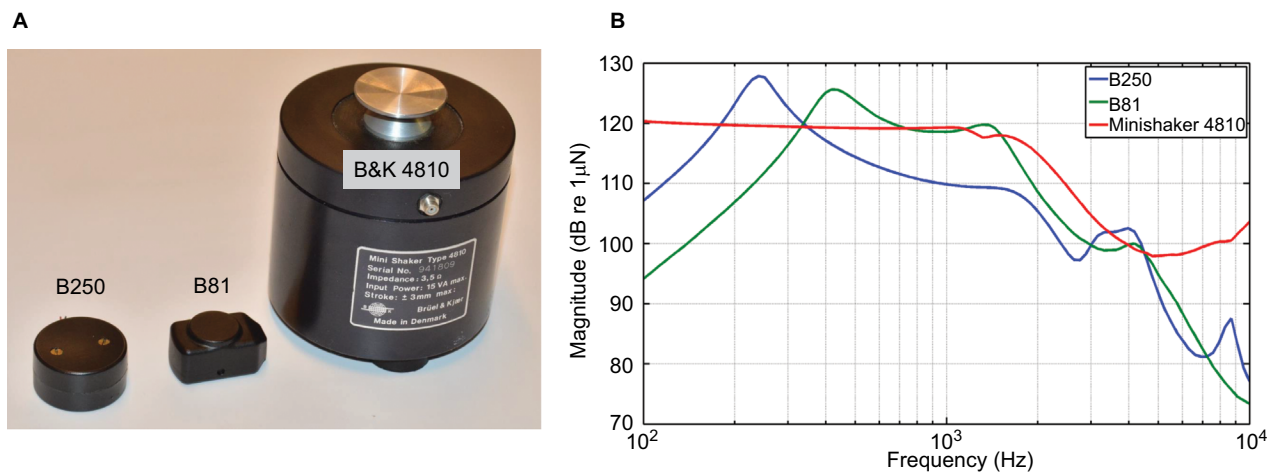 A
B&K 4810
Mini Shaker Type 4810
Serial No. 941809
Impedance: 3,5 Ω
Input Power: 15 VA max.
Stroke: ± 3mm max:
Brüel & Kjær
Made in Denmark
B250
B81
B
Magnitude (dB re 1µN)
130
120
110
100
90
80
70
B250
B81
Minishaker 4810
10²
10³
10⁴
Frequency (Hz)